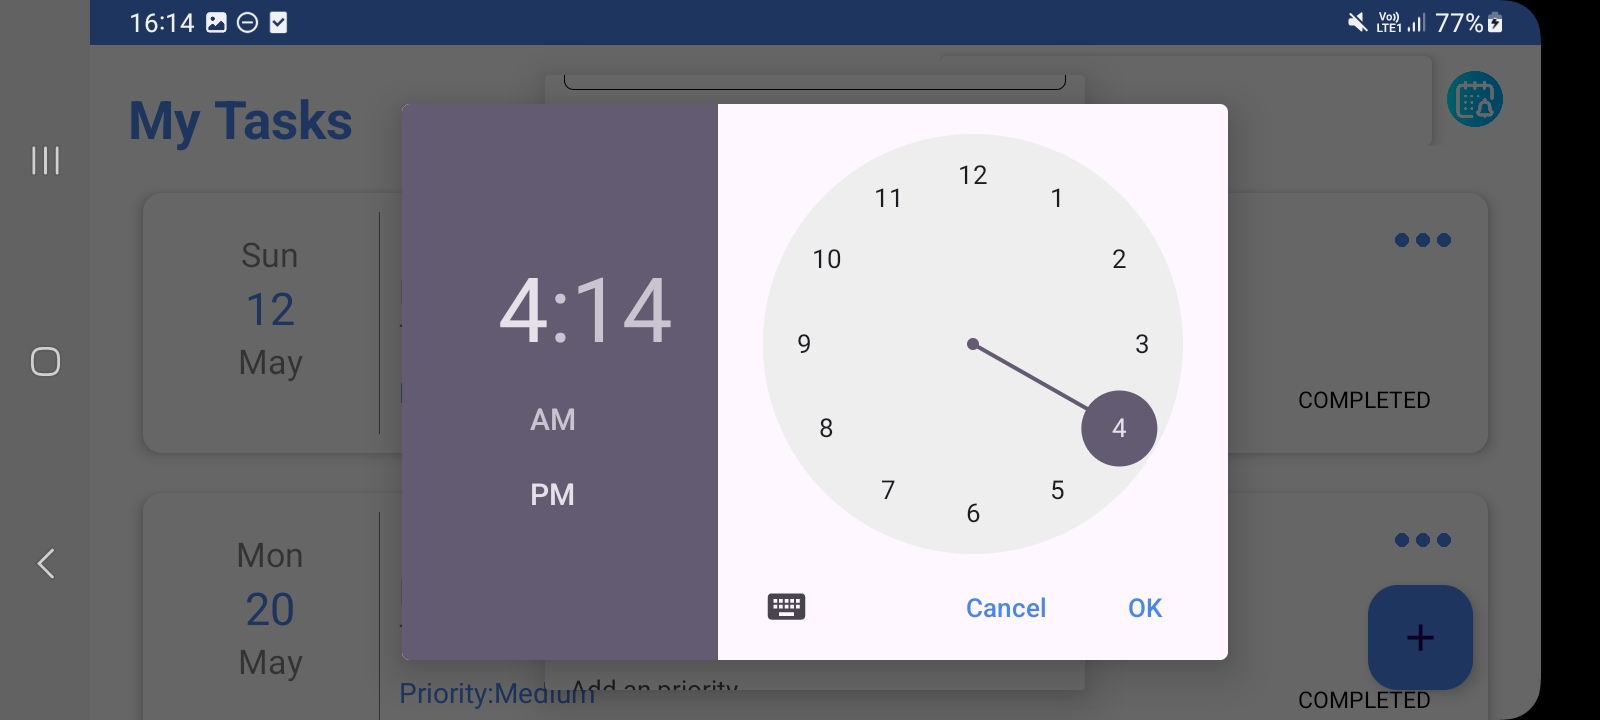 16:14
Vo)) LTE1
77%
My Tasks
Sun
12
May
COMPLETED
Mon
20
May
Priority:Medium
Add an priority
COMPLETED
+
4:14
AM
PM
12
1
2
3
4
5
6
7
8
9
10
11
Cancel
OK